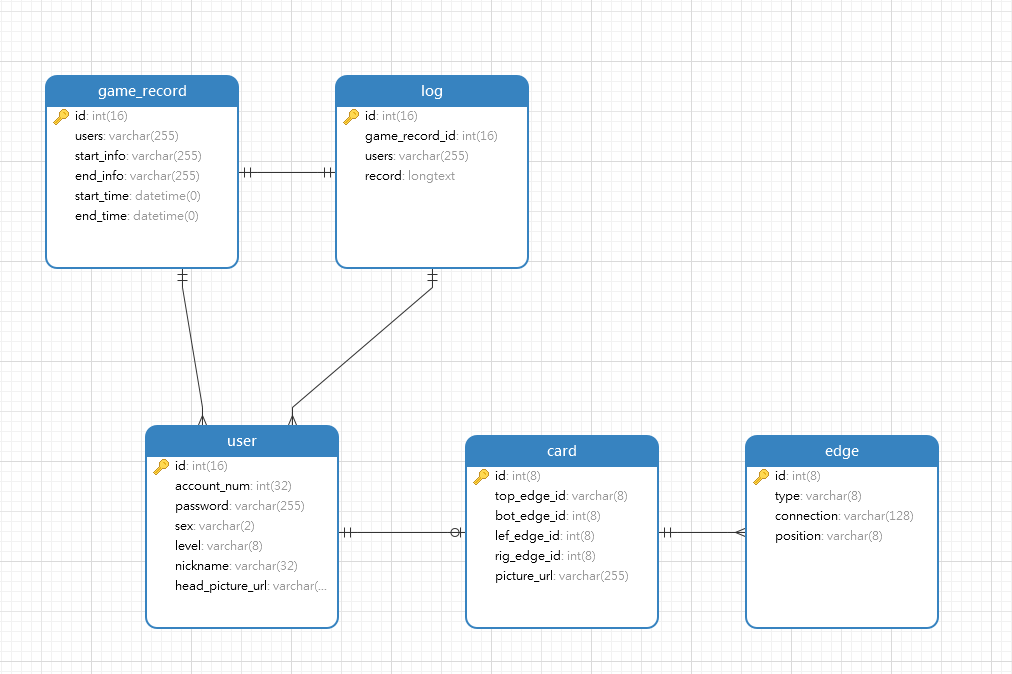 game_record
id: int(16)
users: varchar(255)
start_info: varchar(255)
end_info: varchar(255)
start_time: datetime(0)
end_time: datetime(0)
log
id: int(16)
game_record_id: int(16)
users: varchar(255)
record: longtext
user
id: int(16)
account_num: int(32)
password: varchar(255)
sex: varchar(2)
level: varchar(8)
nickname: varchar(32)
head_picture_url: varchar(...
card
id: int(8)
top_edge_id: varchar(8)
bot_edge_id: int(8)
lef_edge_id: int(8)
rig_edge_id: int(8)
picture_url: varchar(255)
edge
id: int(8)
type: varchar(8)
connection: varchar(128)
position: varchar(8)